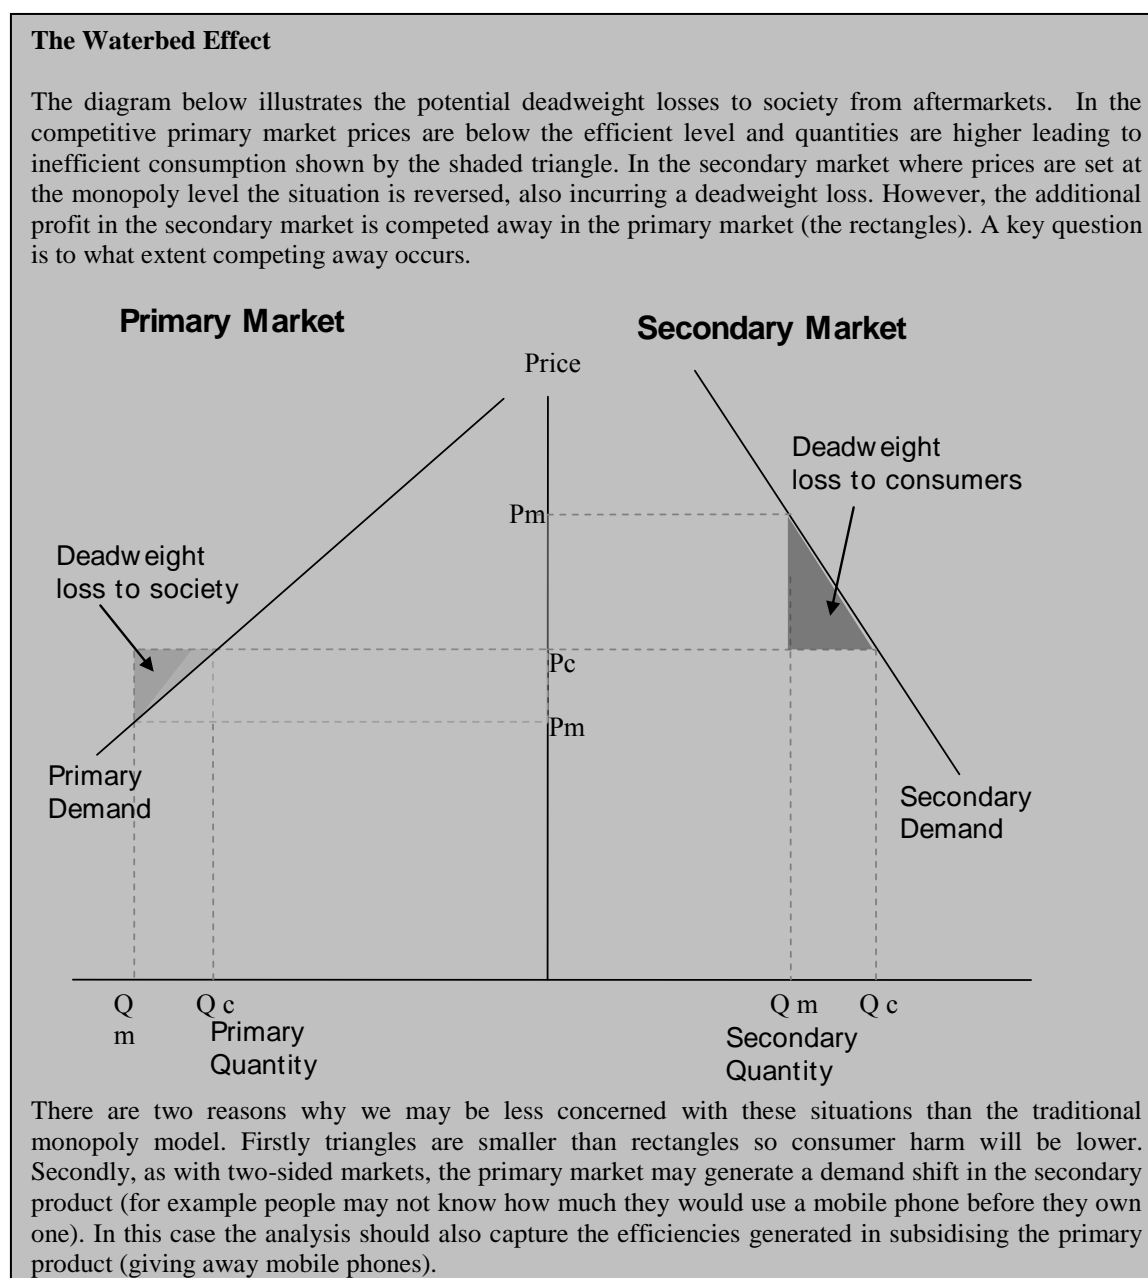 The Waterbed Effect
The diagram below illustrates the potential deadweight losses to society from aftermarkets. In the
competitive primary market prices are below the efficient level and quantities are higher leading to
inefficient consumption shown by the shaded triangle. In the secondary market where prices are set at
the monopoly level the situation is reversed, also incurring a deadweight loss. However, the additional
profit in the secondary market is competed away in the primary market (the rectangles). A key question
is to what extent competing away occurs.
Primary Market
Secondary Market
Price
Deadweight
loss to consumers
Pm
Deadweight
loss to society
Pc
Pm
Primary
Demand
Secondary
Demand
Q
m
Q c
Primary
Quantity
Q m
Q c
Secondary
Quantity
There are two reasons why we may be less concerned with these situations than the traditional
monopoly model. Firstly triangles are smaller than rectangles so consumer harm will be lower.
Secondly, as with two-sided markets, the primary market may generate a demand shift in the secondary
product (for example people may not know how much they would use a mobile phone before they own
one). In this case the analysis should also capture the efficiencies generated in subsidising the primary
product (giving away mobile phones).